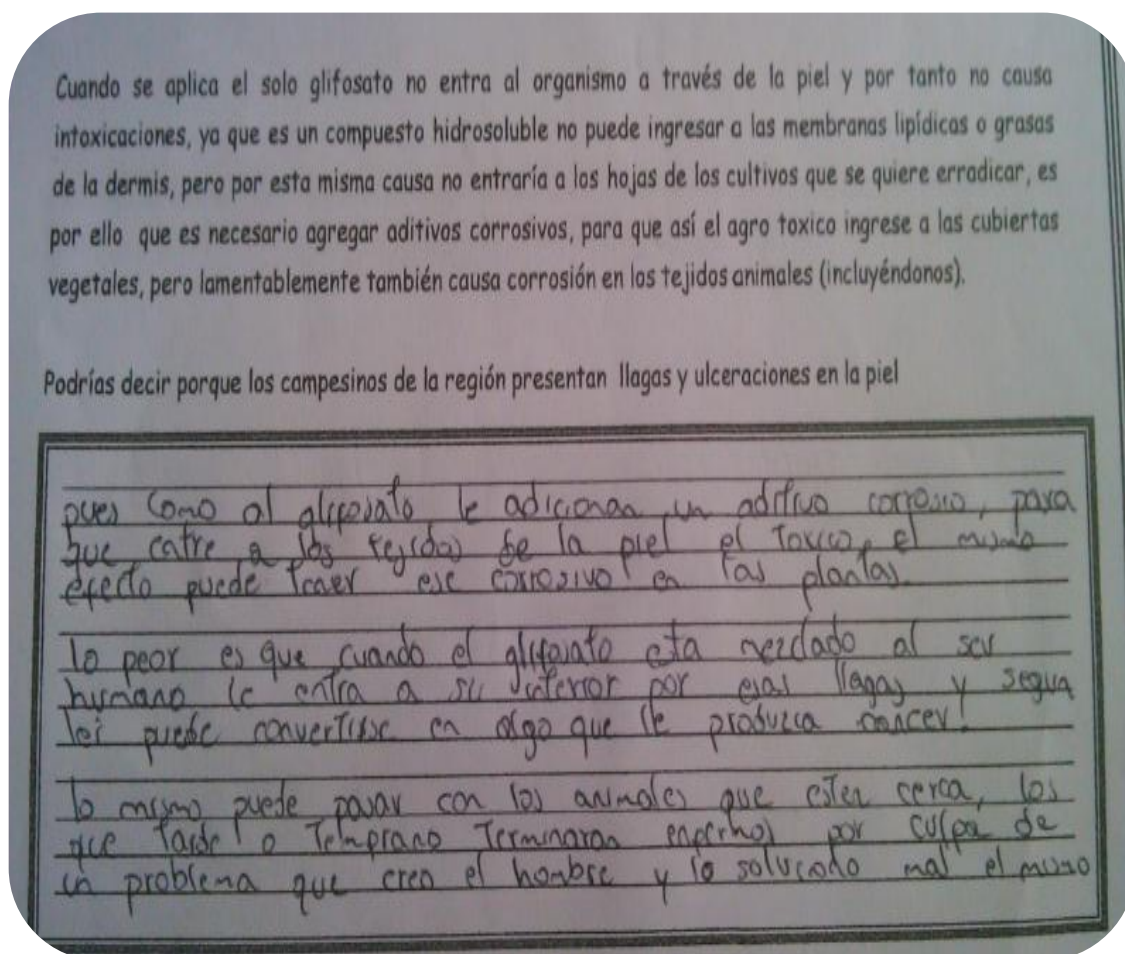 Cuando se aplica el solo glifosato no entra al organismo a través de la piel y por tanto no causa
intoxicaciones, ya que es un compuesto hidrosoluble no puede ingresar a las membranas lipídicas o grasas
de la dermis, pero por esta misma causa no entraría a las hojas de los cultivos que se quiere erradicar, es
por ello que es necesario agregar aditivos corrosivos, para que así el agro toxico ingrese a las cubiertas
vegetales, pero lamentablemente también causa corrosión en los tejidos animales (incluyéndonos).
Podrías decir porque los campesinos de la región presentan llagas y ulceraciones en la piel
pues como al glifosato le adicionan un aditivo corrosivo, para
que entre a los tejidos de la piel el toxico, el mismo
efecto puede traer ese corrosivo en las plantas
lo peor es que cuando el glifosato esta mezclado al ser
humano le entra a su interior por esas llagas y segun
lei puede convertirse en algo que le produzca cancer!
lo mismo puede pasar con los animales que esten cerca, los
que tarde o temprano terminaran enfermos por culpa de
un problema que creo el hombre y lo soluciono mal el mismo